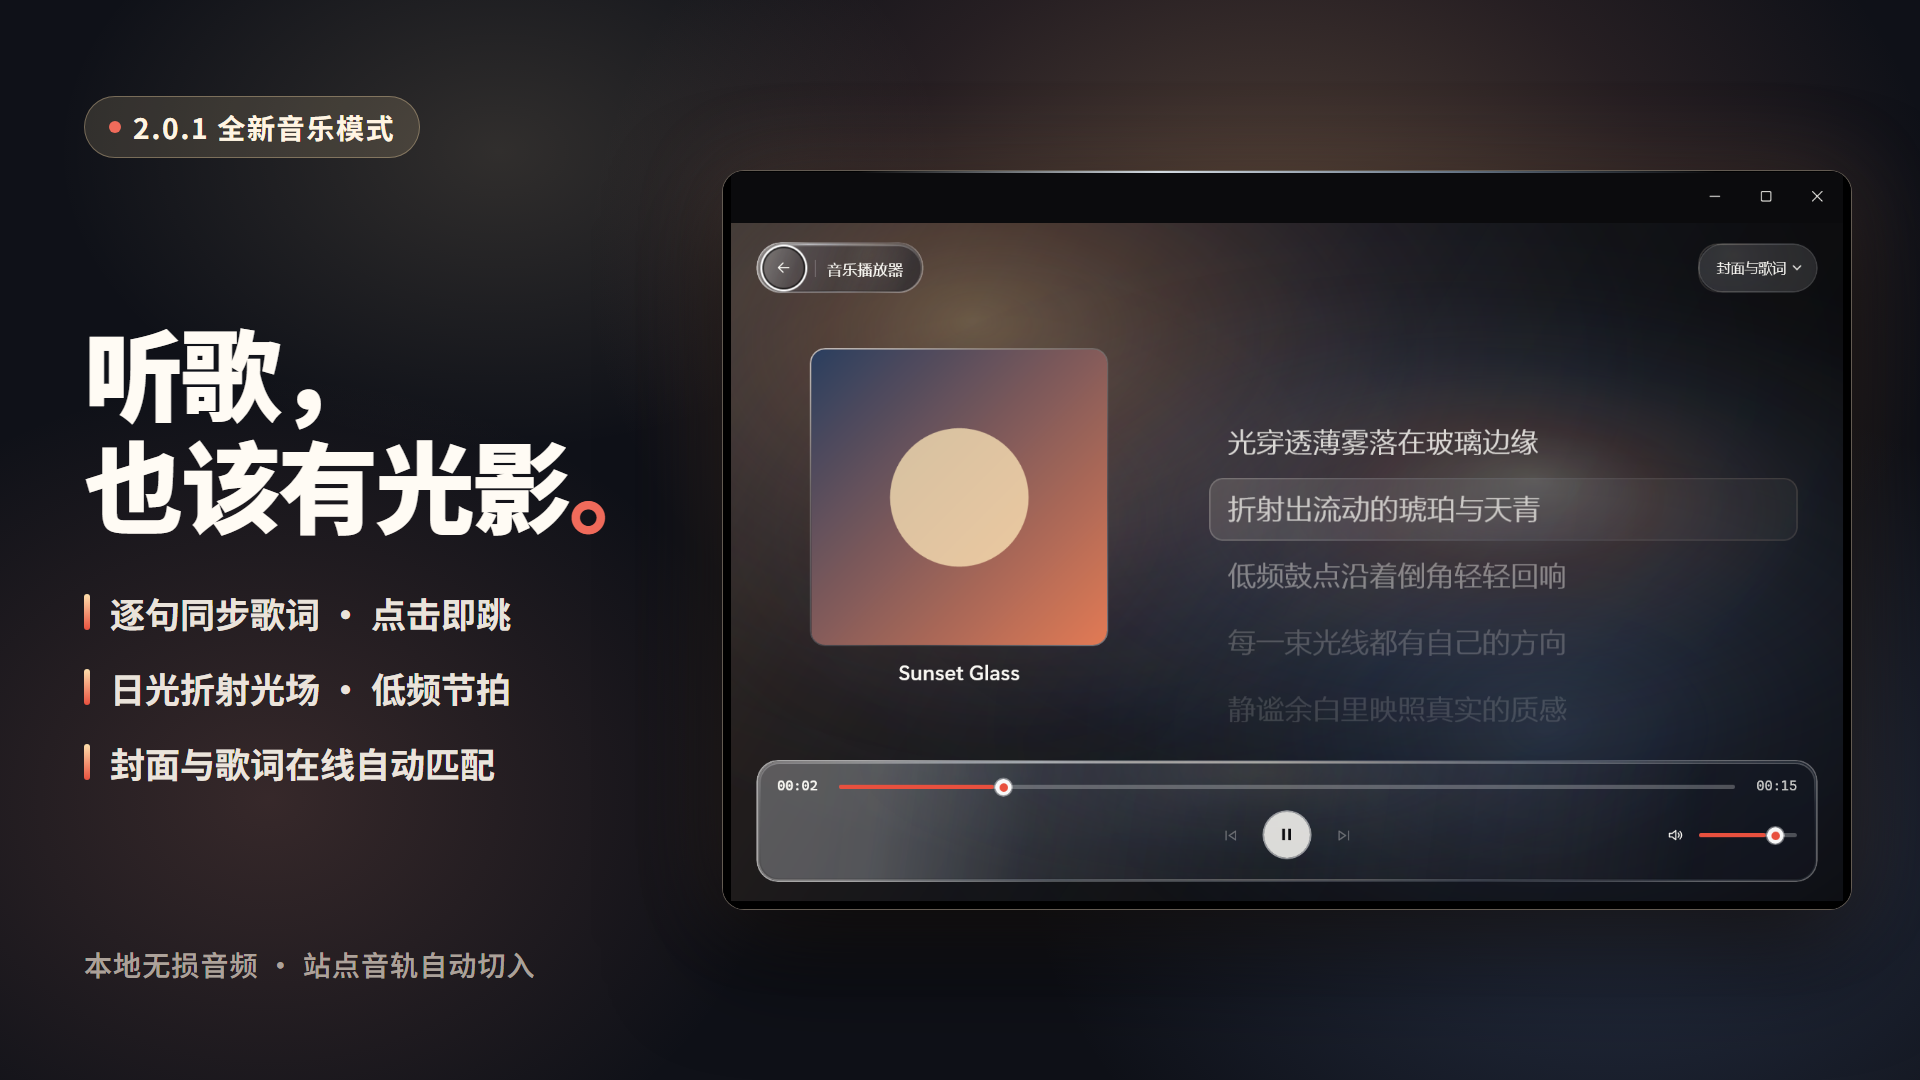 2.0.1 全新音乐模式
听歌，
也该有光影。
逐句同步歌词 · 点击即跳
日光折射光场 · 低频节拍
封面与歌词在线自动匹配
本地无损音频 · 站点音轨自动切入
音乐播放器
封面与歌词
Sunset Glass
光穿透薄雾落在玻璃边缘
折射出流动的琥珀与天青
低频鼓点沿着倒角轻轻回响
每一束光线都有自己的方向
静谧余白里映照真实的质感
00:02
00:15